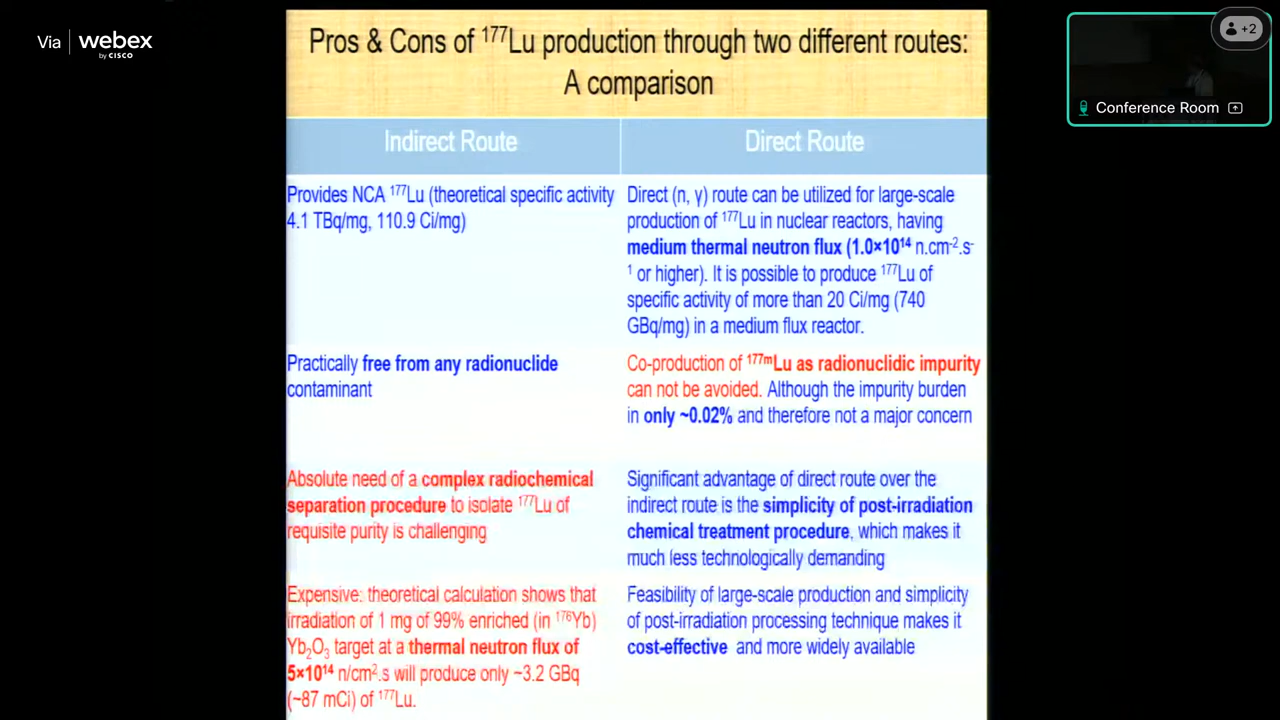 Via webex
by CISCO
+2
Conference Room
Pros & Cons of ¹⁷⁷Lu production through two different routes:
A comparison
Indirect Route
Direct Route
Provides NCA ¹⁷⁷Lu (theoretical specific activity
4.1 TBq/mg, 110.9 Ci/mg)
Direct (n, γ) route can be utilized for large-scale
production of ¹⁷⁷Lu in nuclear reactors, having
medium thermal neutron flux (1.0×10¹⁴ n.cm⁻².s⁻
¹ or higher). It is possible to produce ¹⁷⁷Lu of
specific activity of more than 20 Ci/mg (740
GBq/mg) in a medium flux reactor.
Practically free from any radionuclide
contaminant
Co-production of ¹⁷⁷ᵐLu as radionuclidic impurity
can not be avoided. Although the impurity burden
in only ~0.02% and therefore not a major concern
Absolute need of a complex radiochemical
separation procedure to isolate ¹⁷⁷Lu of
requisite purity is challenging
Significant advantage of direct route over the
indirect route is the simplicity of post-irradiation
chemical treatment procedure, which makes it
much less technologically demanding
Expensive: theoretical calculation shows that
irradiation of 1 mg of 99% enriched (in ¹⁷⁶Yb)
Yb₂O₃ target at a thermal neutron flux of
5×10¹⁴ n/cm².s will produce only ~3.2 GBq
(~87 mCi) of ¹⁷⁷Lu.
Feasibility of large-scale production and simplicity
of post-irradiation processing technique makes it
cost-effective and more widely available